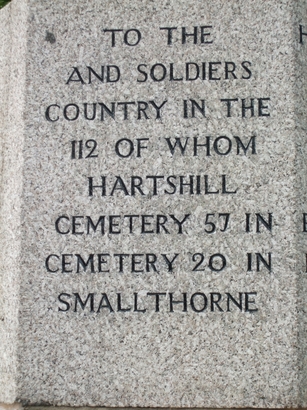 TO THE
AND SOLDIERS
COUNTRY IN THE
112 OF WHOM
HARTSHILL
CEMETERY 57 IN
CEMETERY 20 IN
SMALLTHORNE